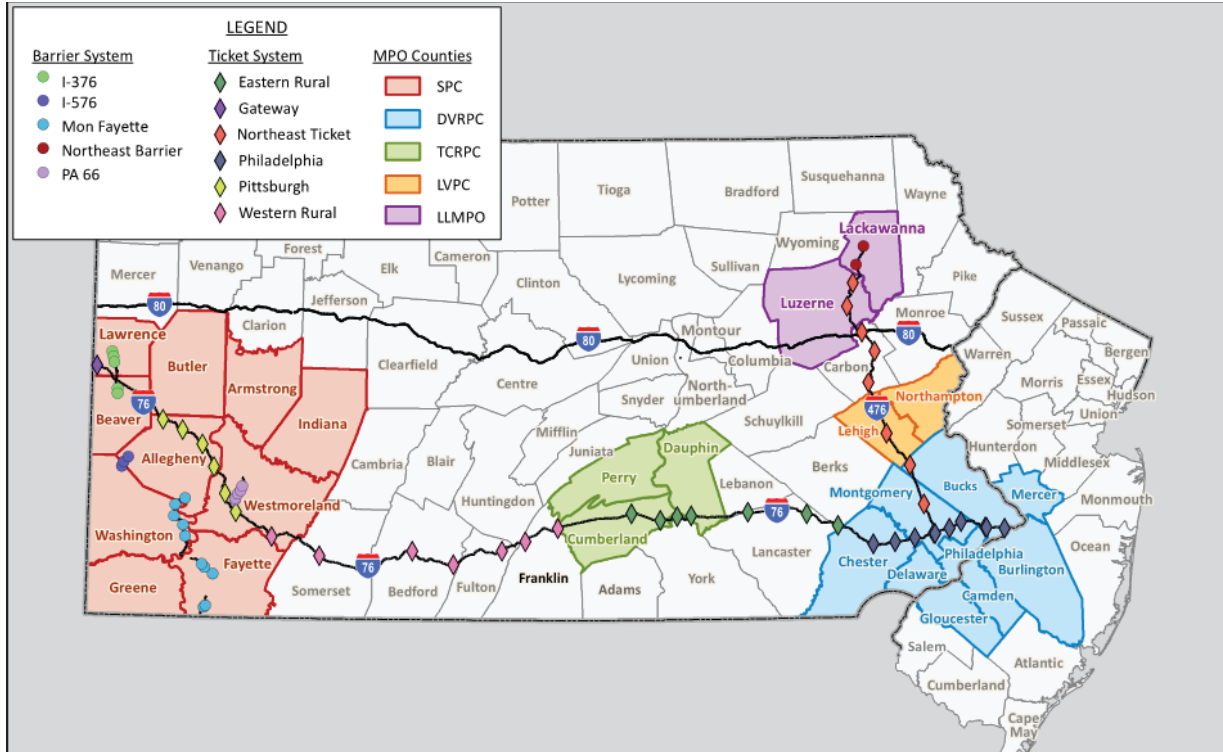 LEGEND
Barrier System
I-376
I-576
Mon Fayette
Northeast Barrier
PA 66
Ticket System
Eastern Rural
Gateway
Northeast Ticket
Philadelphia
Pittsburgh
Western Rural
MPO Counties
SPC
DVRPC
TCRPC
LVPC
LLMPO
Potter
Tioga
Bradford
Susquehanna
Wayne
Lackawanna
Wyoming
Mercer
Venango
Forest
Elk
Cameron
Clinton
Lycoming
Sullivan
Pike
Luzerne
Jefferson
80
Monroe
Sussex
Passaic
Lawrence
Clarion
80
Montour
80
Bergen
Butler
Clearfield
Union
Columbia
Carbon
Warren
Essex
Morris
Hudson
Armstrong
Centre
North-
umberland
Northampton
Union
76
Snyder
476
Somerset
Beaver
Indiana
Schuylkill
Lehigh
Hunterdon
Mifflin
Juniata
Dauphin
Middlesex
Allegheny
Cambria
Blair
Berks
Perry
Lebanon
Montgomery
Bucks
Mercer
Monmouth
Westmoreland
Huntingdon
76
Washington
Cumberland
Lancaster
Philadelphia
Ocean
Fayette
76
Chester
Burlington
Greene
Somerset
Bedford
Fulton
Franklin
Adams
York
Delaware
Camden
Gloucester
Salem
Atlantic
Cumberland
Cape
May